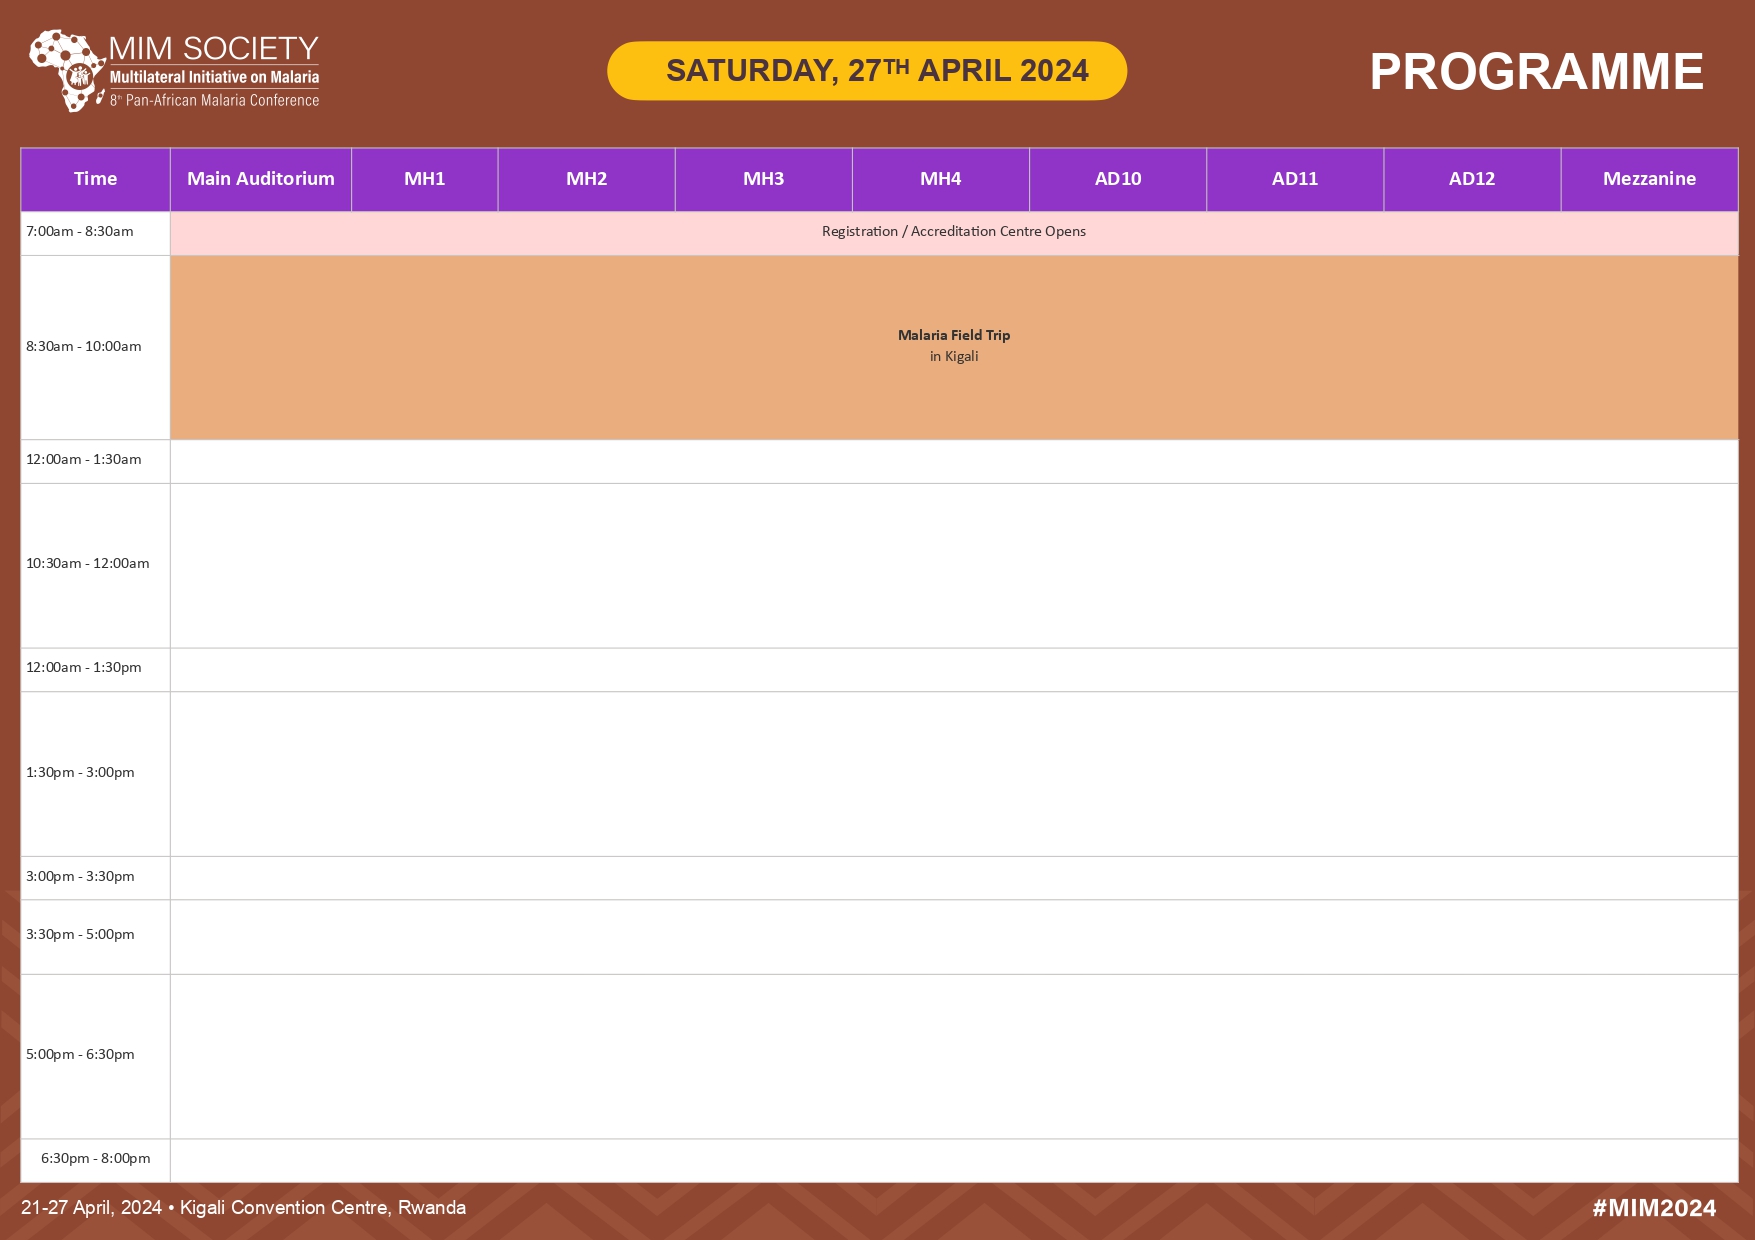 MIM SOCIETY
Multilateral Initiative on Malaria
8th Pan-African Malaria Conference
SATURDAY, 27TH APRIL 2024
PROGRAMME
Time Main Auditorium MH1 MH2 MH3 MH4 AD10 AD11 AD12 Mezzanine
7:00am - 8:30am Registration / Accreditation Centre Opens
8:30am - 10:00am Malaria Field Trip
in Kigali
12:00am - 1:30am
10:30am - 12:00am
12:00am - 1:30pm
1:30pm - 3:00pm
3:00pm - 3:30pm
3:30pm - 5:00pm
5:00pm - 6:30pm
6:30pm - 8:00pm
21-27 April, 2024 • Kigali Convention Centre, Rwanda
#MIM2024